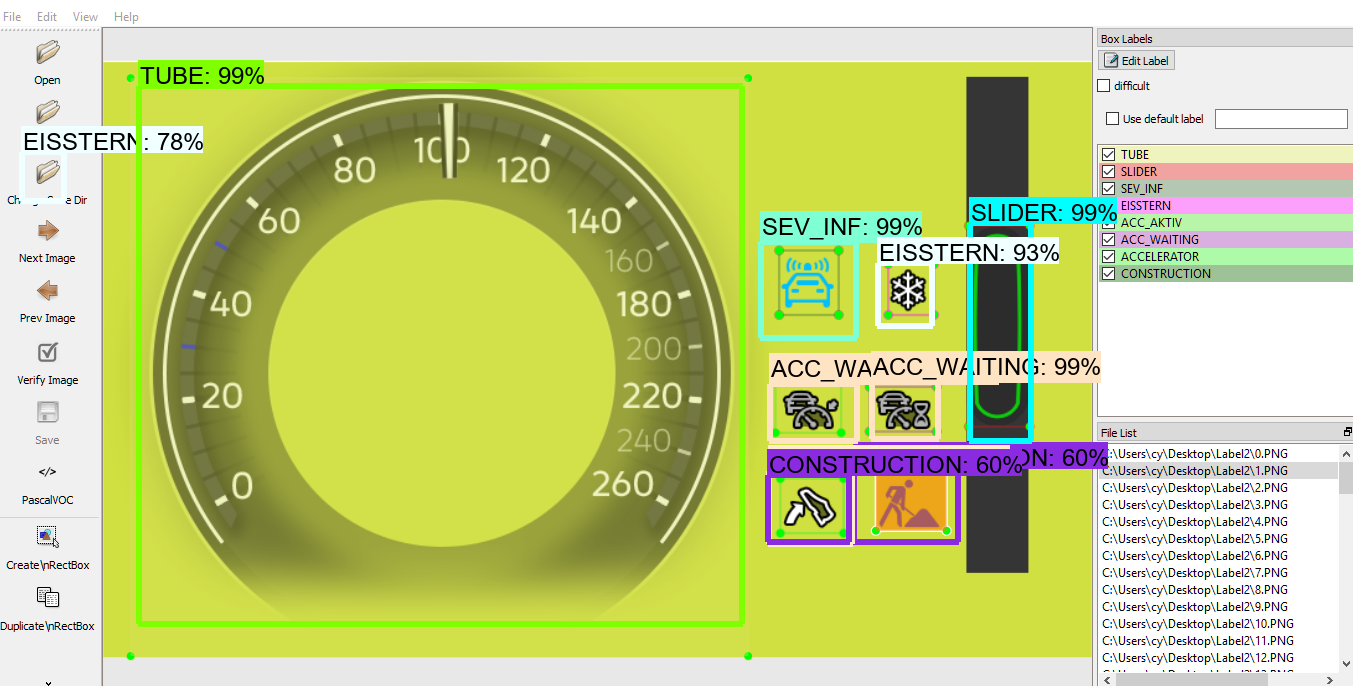 File Edit View Help
Open
Change Save Dir
Next Image
Prev Image
Verify Image
Save
</>
PascalVOC
Create\nRectBox
Duplicate\nRectBox
EISSTERN: 78%
TUBE: 99%
0
20
40
60
80
100
120
140
160
180
200
220
240
260
SEV_INF: 99%
EISSTERN: 93%
SLIDER: 99%
ACC_WA
ACC_WAITING: 99%
CONSTRUCTION: 60%
ON: 60%
Box Labels
Edit Label
difficult
Use default label
TUBE
SLIDER
SEV_INF
EISSTERN
ACC_AKTIV
ACC_WAITING
ACCELERATOR
CONSTRUCTION
File List
C:\Users\cy\Desktop\Label2\0.PNG
C:\Users\cy\Desktop\Label2\1.PNG
C:\Users\cy\Desktop\Label2\2.PNG
C:\Users\cy\Desktop\Label2\3.PNG
C:\Users\cy\Desktop\Label2\4.PNG
C:\Users\cy\Desktop\Label2\5.PNG
C:\Users\cy\Desktop\Label2\6.PNG
C:\Users\cy\Desktop\Label2\7.PNG
C:\Users\cy\Desktop\Label2\8.PNG
C:\Users\cy\Desktop\Label2\9.PNG
C:\Users\cy\Desktop\Label2\10.PNG
C:\Users\cy\Desktop\Label2\11.PNG
C:\Users\cy\Desktop\Label2\12.PNG